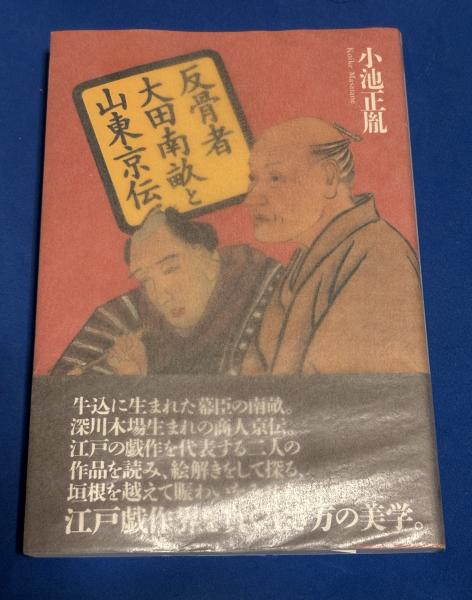 反骨者
大田南畝と
山東京伝
小池正胤
Koike Masatane
牛込に生まれた幕臣の南畝。
深川木場生まれの商人京伝。
江戸の戯作を代表する二人の
作品を読み、絵解きをして探る、
垣根を越えて賑わい
江戸戯作界 方の美学。